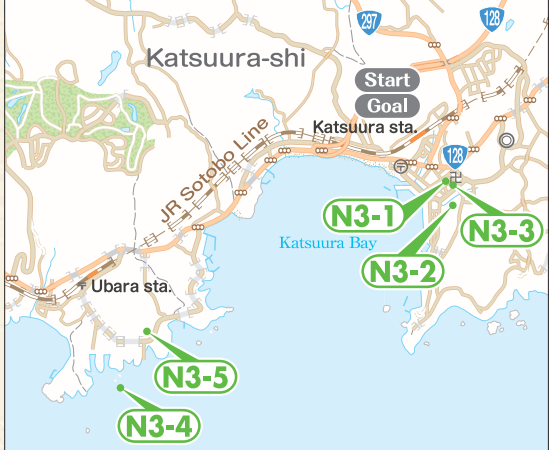 297
128
Katsuura-shi
Start
Goal
Katsuura sta.
JR Sotobo Line
128
N3-1
N3-3
Katsuura Bay
N3-2
Ubara sta.
N3-5
N3-4